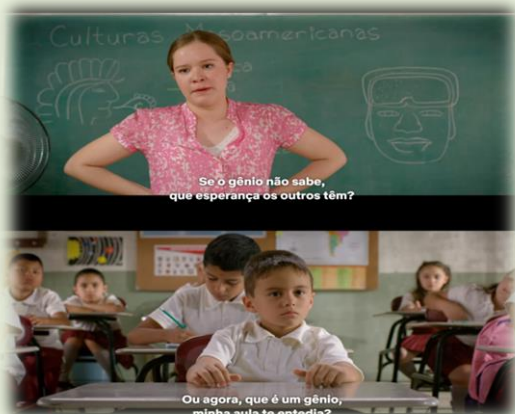 Culturas Mesoamericanas
Se o gênio não sabe,
que esperança os outros têm?
Ou agora, que é um gênio,
minha aula te entedia?